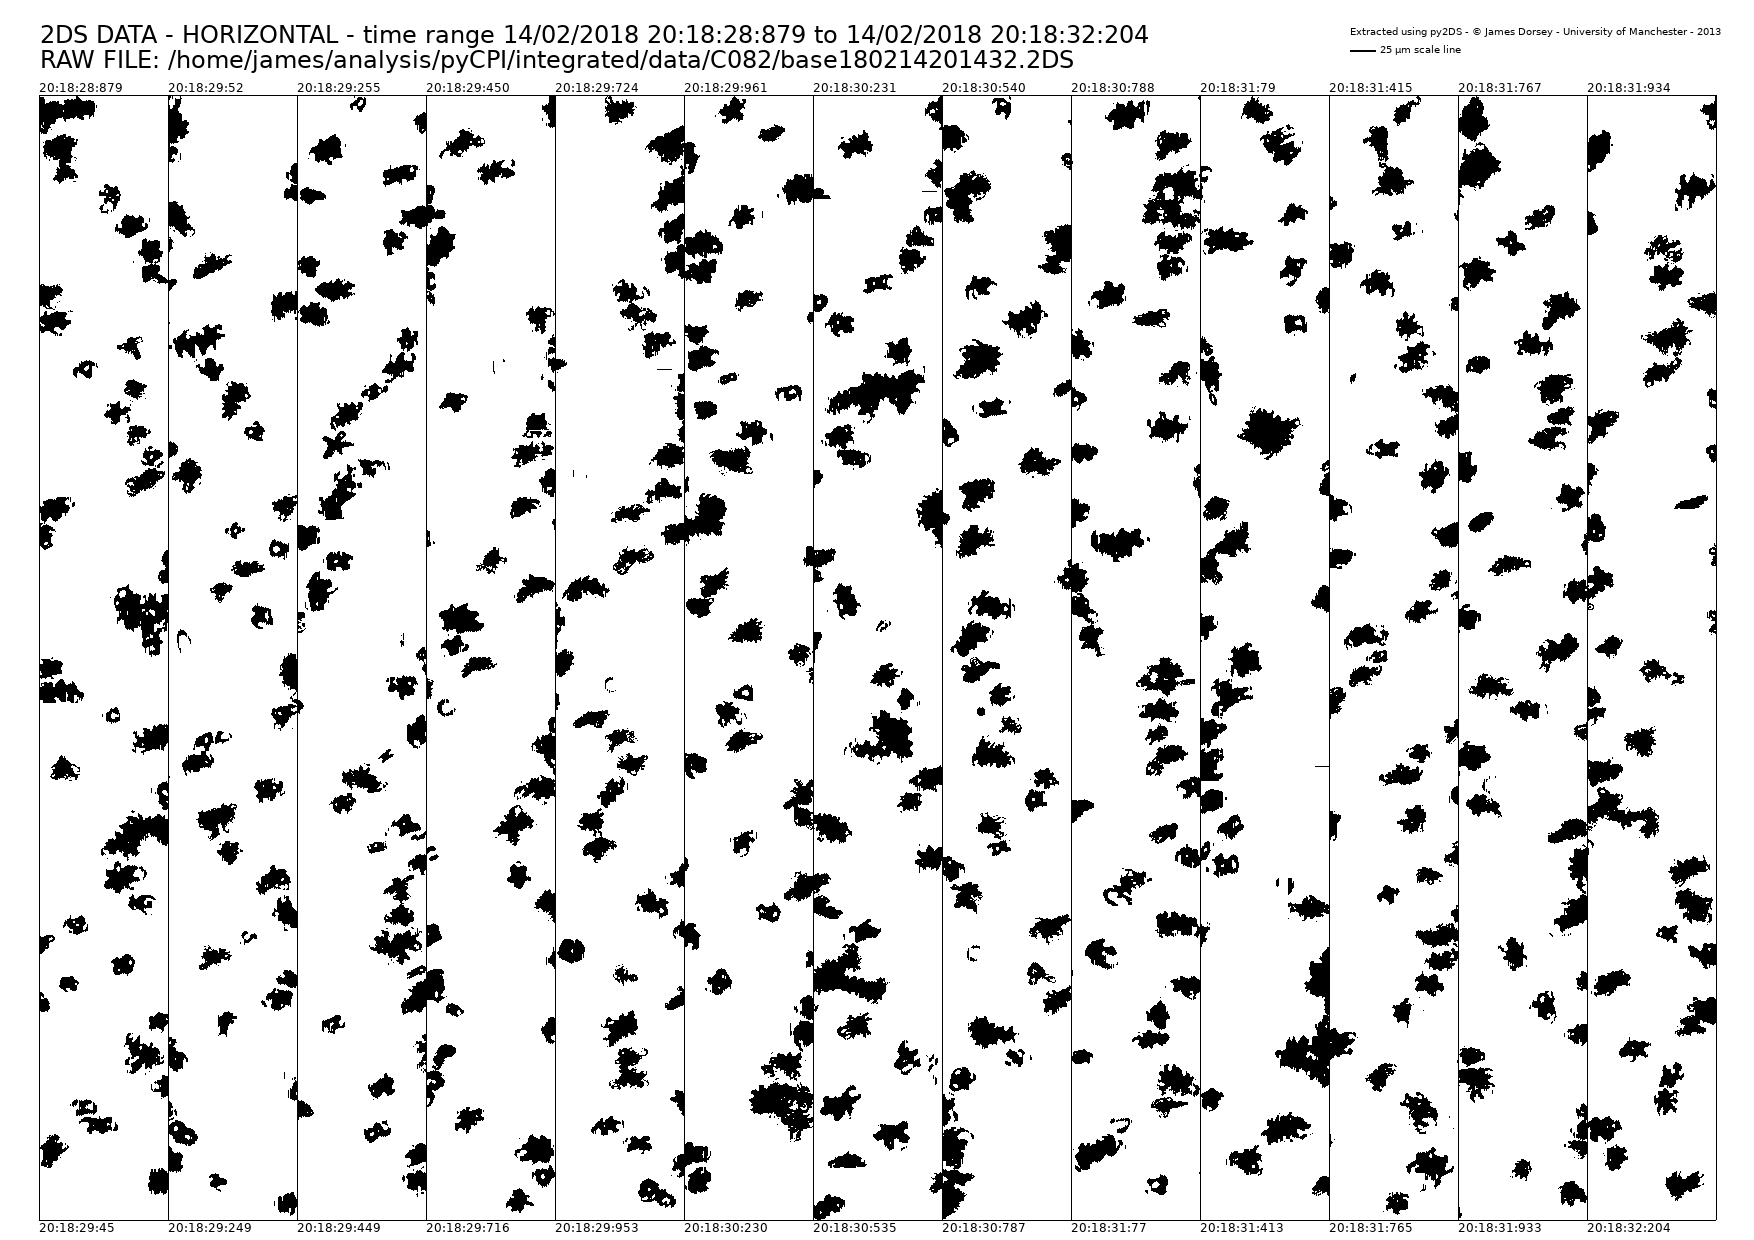 2DS DATA - HORIZONTAL - time range 14/02/2018 20:18:28:879 to 14/02/2018 20:18:32:204
RAW FILE: /home/james/analysis/pyCPI/integrated/data/C082/base180214201432.2DS
Extracted using py2DS - © James Dorsey - University of Manchester - 2013
25 µm scale line
20:18:28:879 20:18:29:52 20:18:29:255 20:18:29:450 20:18:29:724 20:18:29:961 20:18:30:231 20:18:30:540 20:18:30:788 20:18:31:79 20:18:31:415 20:18:31:767 20:18:31:934
20:18:29:45 20:18:29:249 20:18:29:449 20:18:29:716 20:18:29:953 20:18:30:230 20:18:30:535 20:18:30:787 20:18:31:77 20:18:31:413 20:18:31:765 20:18:31:933 20:18:32:204